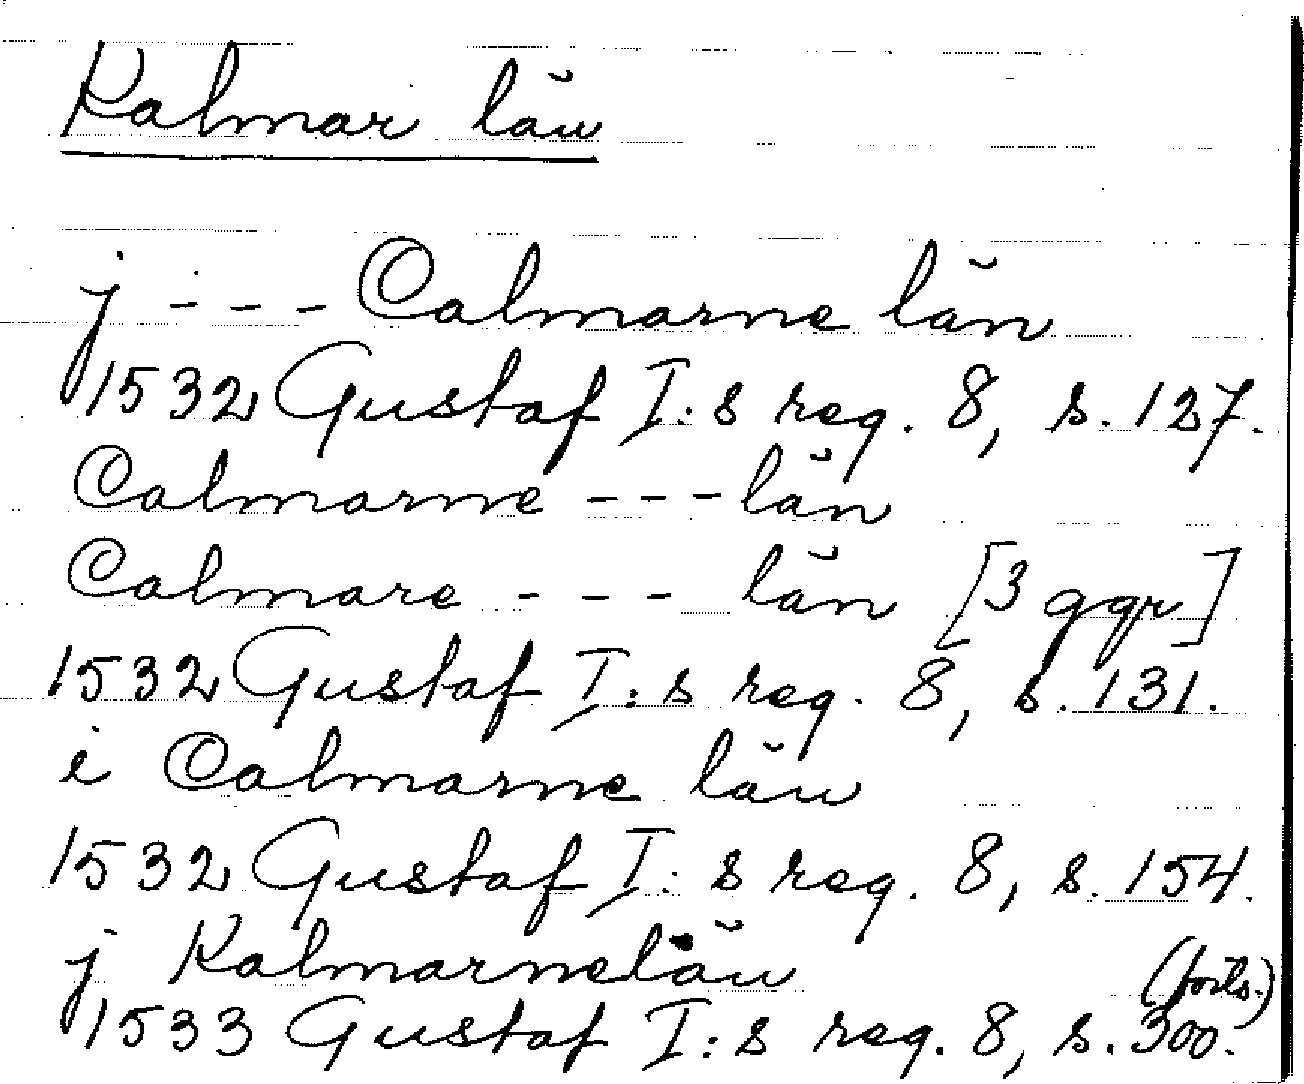 Kalmar län
j --- Calmarne län
1532 Gustaf I:s reg. 8, s. 127.
Calmarne --- län
Calmare --- län [3 ggr]
1532 Gustaf I:s reg. 8, s. 131.
i Calmarne län
1532 Gustaf I:s reg. 8, s. 154.
j Kalmarnelän
(forts.)
1533 Gustaf I:s reg. 8, s. 300.